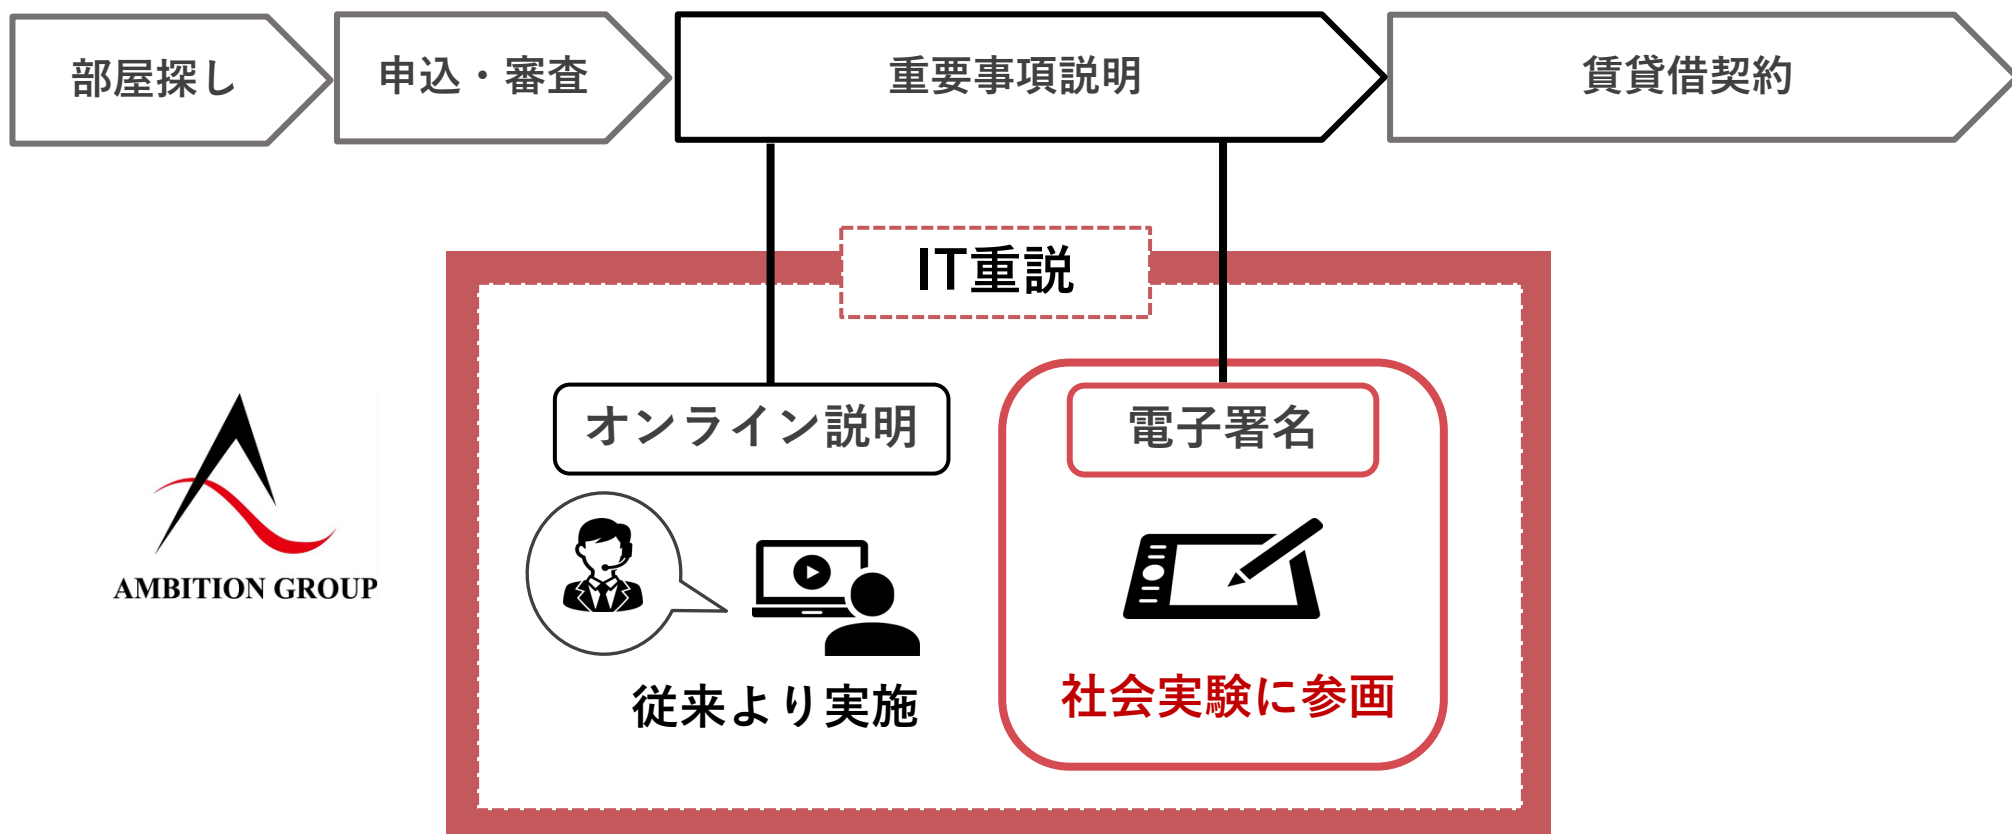 部屋探し
申込・審査
重要事項説明
賃貸借契約
IT重説
オンライン説明
電子署名
AMBITION GROUP
従来より実施
社会実験に参画